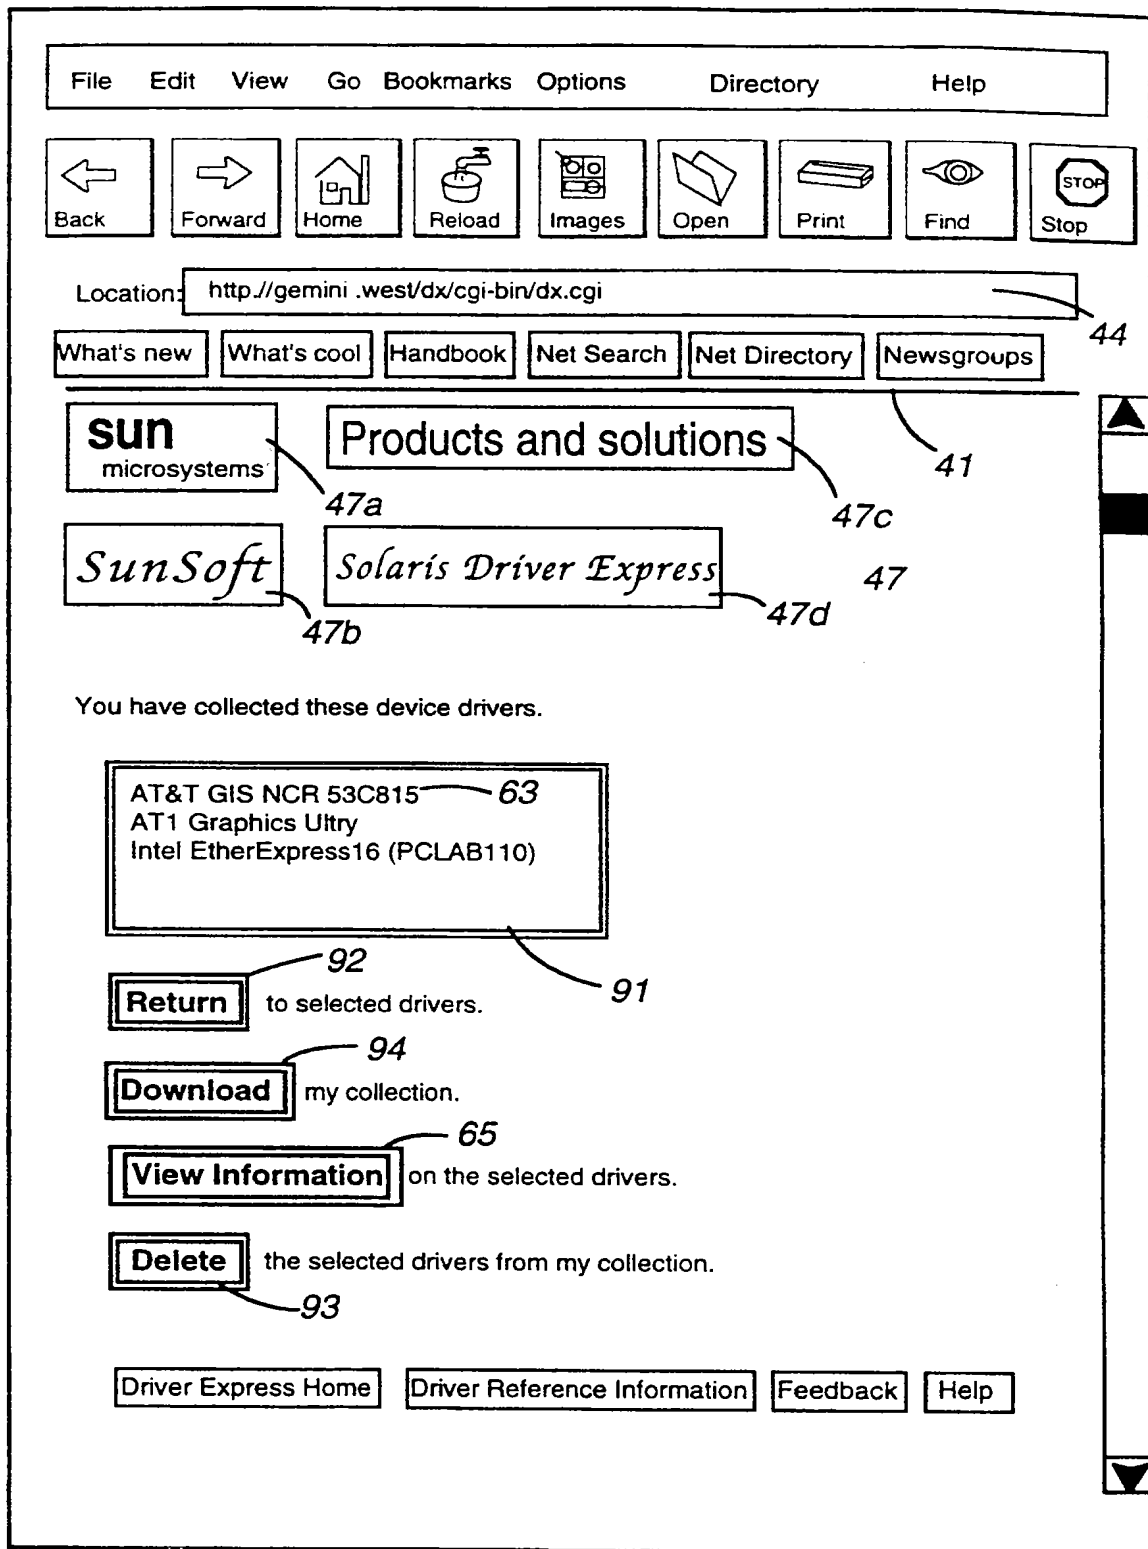 File Edit View Go Bookmarks Options Directory Help
Back Forward Home Reload Images Open Print Find STOP Stop
Location: http.//gemini .west/dx/cgi-bin/dx.cgi
44
What's new What's cool Handbook Net Search Net Directory Newsgroups
sun
microsystems
Products and solutions
41
47a
47c
SunSoft Solaris Driver Express
47
47b
47d
You have collected these device drivers.
AT&T GIS NCR 53C815 63
AT1 Graphics Ultry
Intel EtherExpress16 (PCLAB110)
92
91
Return to selected drivers.
94
Download my collection.
65
View Information on the selected drivers.
Delete the selected drivers from my collection.
93
Driver Express Home Driver Reference Information Feedback Help